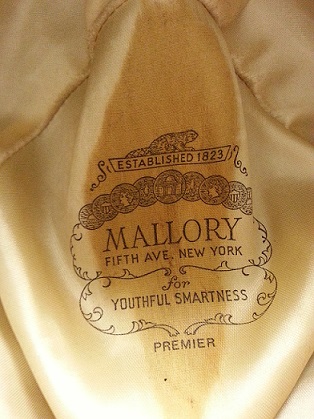 ESTABLISHED 1823
MALLORY
FIFTH AVE. NEW YORK
for
YOUTHFUL SMARTNESS
PREMIER